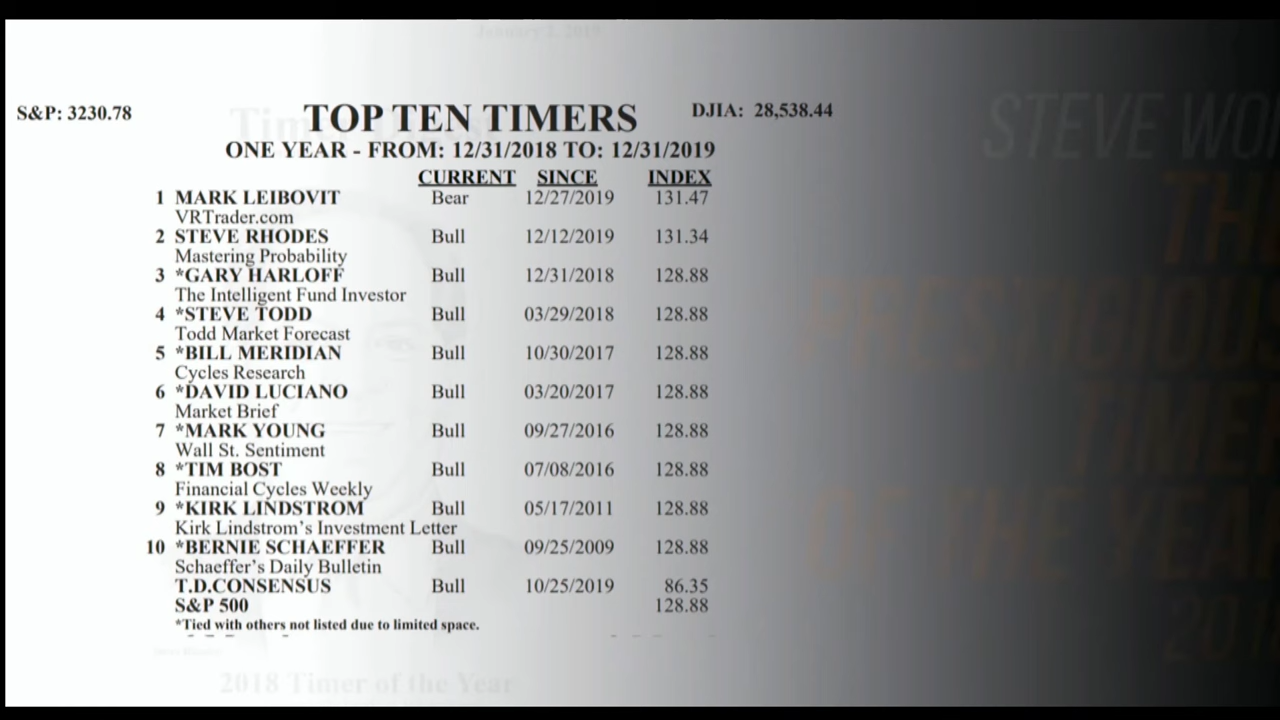 January 3, 2019
S&P: 3230.78
TOP TEN TIMERS
DJIA: 28,538.44
ONE YEAR - FROM: 12/31/2018 TO: 12/31/2019
CURRENT SINCE INDEX
1 MARK LEIBOVIT Bear 12/27/2019 131.47
VRTrader.com
2 STEVE RHODES Bull 12/12/2019 131.34
Mastering Probability
3 *GARY HARLOFF Bull 12/31/2018 128.88
The Intelligent Fund Investor
4 *STEVE TODD Bull 03/29/2018 128.88
Todd Market Forecast
5 *BILL MERIDIAN Bull 10/30/2017 128.88
Cycles Research
6 *DAVID LUCIANO Bull 03/20/2017 128.88
Market Brief
7 *MARK YOUNG Bull 09/27/2016 128.88
Wall St. Sentiment
8 *TIM BOST Bull 07/08/2016 128.88
Financial Cycles Weekly
9 *KIRK LINDSTROM Bull 05/17/2011 128.88
Kirk Lindstrom's Investment Letter
10 *BERNIE SCHAEFFER Bull 09/25/2009 128.88
Schaeffer's Daily Bulletin
T.D.CONSENSUS Bull 10/25/2019 86.35
S&P 500 128.88
*Tied with others not listed due to limited space.
2018 Timer of the Year
STEVE WO
THE
PRESTIGIOUS
TIMER
OF THE YEAR